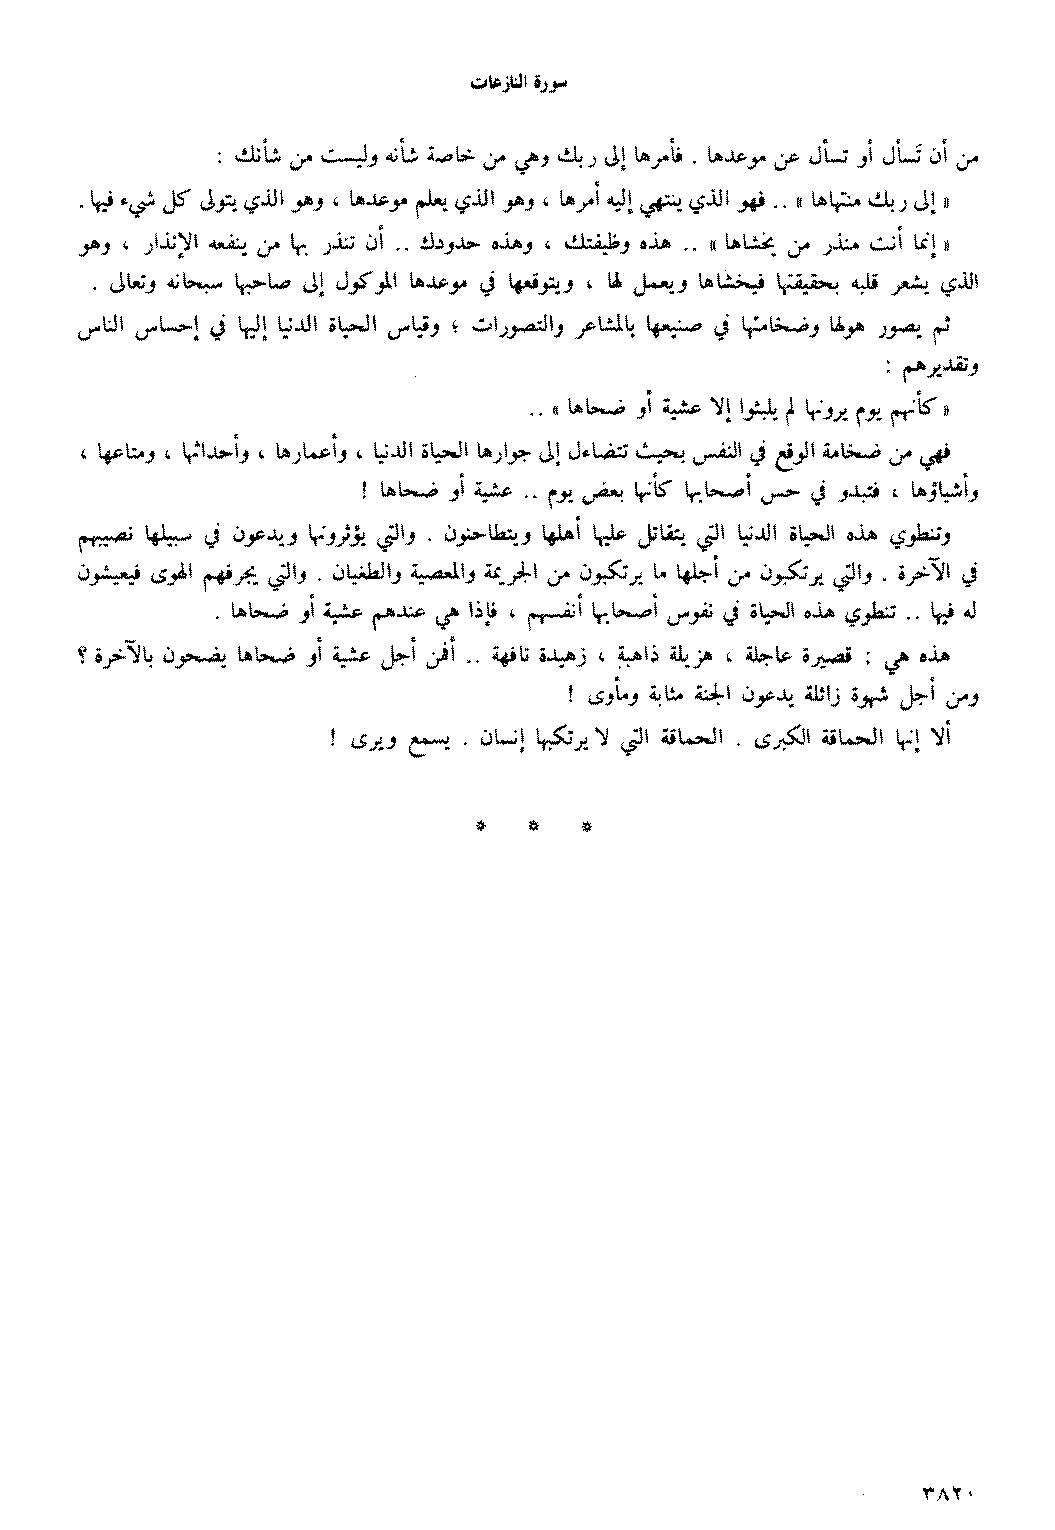 سورة النازعات
من أن تَسأل أو تسأل عن موعدها . فأمرها إلى ربك وهي من خاصة شأنه وليست من شأنك :
« إلى ربك منتهاها » .. فهو الذي ينتهي إليه أمرها ، وهو الذي يعلم موعدها ، وهو الذي يتولى كل شيء فيها .
« إنما أنت منذر من يخشاها » .. هذه وظيفتك ، وهذه حدودك .. أن تنذر بها من ينفعه الإنذار ، وهو
الذي يشعر قلبه بحقيقتها فيخشاها ويعمل لها ، ويتوقعها في موعدها الموكول إلى صاحبها سبحانه وتعالى .
ثم يصور هولها وضخامتها في صنيعها بالمشاعر والتصورات ؛ وقياس الحياة الدنيا إليها في إحساس الناس
وتقديرهم :
« كأنهم يوم يرونها لم يلبثوا إلا عشية أو ضحاها » ..
فهي من ضخامة الوقع في النفس بحيث تتضاءل إلى جوارها الحياة الدنيا ، وأعمارها ، وأحداثها ، ومتاعها ،
وأشياؤها ، فتبدو في حس أصحابها كأنها بعض يوم .. عشية أو ضحاها !
وتنطوي هذه الحياة الدنيا التي يتقاتل عليها أهلها ويتطاحنون . والتي يؤثرونها ويدعون في سبيلها نصيبهم
في الآخرة . والتي يرتكبون من أجلها ما يرتكبون من الجريمة والمعصية والطغيان . والتي يجرفهم الهوى فيعيشون
له فيها .. تنطوي هذه الحياة في نفوس أصحابها أنفسهم ، فإذا هي عندهم عشية أو ضحاها .
هذه هي : قصيرة عاجلة ، هزيلة ذاهبة ، زهيدة تافهة .. أفمن أجل عشية أو ضحاها يضحون بالآخرة ؟
ومن أجل شهوة زائلة يدعون الجنة مثابة ومأوى !
ألا إنها الحماقة الكبرى . الحماقة التي لا يرتكبها إنسان . يسمع ويرى !
* * *
٣٨٢٠